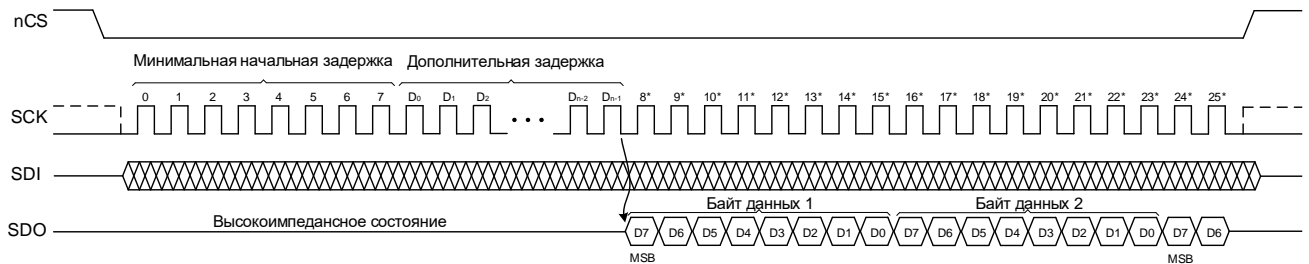 nCS
Минимальная начальная задержка Дополнительная задержка
0 1 2 3 4 5 6 7 D0 D1 D2 Dn-2 Dn-1 8* 9* 10* 11* 12* 13* 14* 15* 16* 17* 18* 19* 20* 21* 22* 23* 24* 25*
SCK
SDI
Байт данных 1 Байт данных 2
Высокоимпедансное состояние
SDO D7 D6 D5 D4 D3 D2 D1 D0 D7 D6 D5 D4 D3 D2 D1 D0 D7 D6
MSB MSB